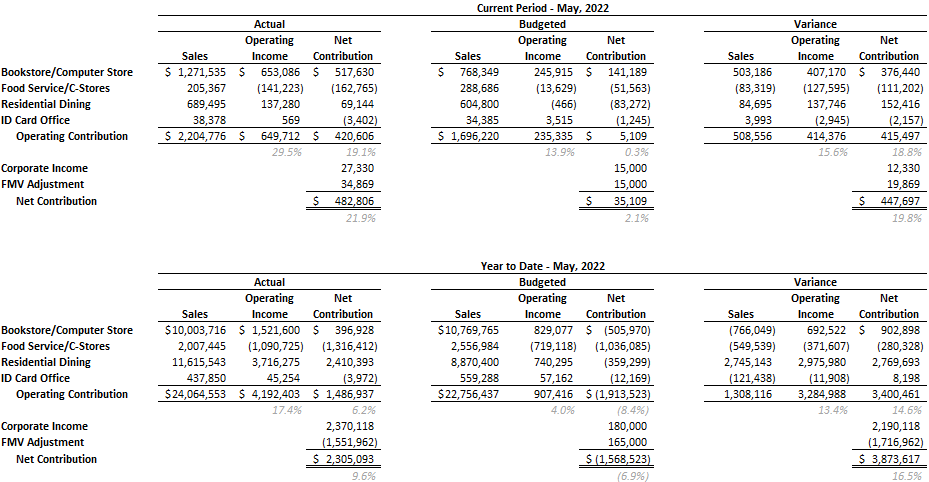 Current Period - May, 2022
Actual Budgeted Variance
Operating Net Operating Net Operating Net
Sales Income Contribution Sales Income Contribution Sales Income Contribution
Bookstore/Computer Store $ 1,271,535 $ 653,086 $ 517,630 $ 768,349 245,915 $ 141,189 503,186 407,170 $ 376,440
Food Service/C-Stores 205,367 (141,223) (162,765) 288,686 (13,629) (51,563) (83,319) (127,595) (111,202)
Residential Dining 689,495 137,280 69,144 604,800 (466) (83,272) 84,695 137,746 152,416
ID Card Office 38,378 569 (3,402) 34,385 3,515 (1,245) 3,993 (2,945) (2,157)
Operating Contribution $ 2,204,776 $ 649,712 $ 420,606 $ 1,696,220 235,335 $ 5,109 508,556 414,376 415,497
29.5% 19.1% 13.9% 0.3% 15.6% 18.8%
Corporate Income 27,330 15,000 12,330
FMV Adjustment 34,869 15,000 19,869
Net Contribution $ 482,806 $ 35,109 $ 447,697
21.9% 2.1% 19.8%
Year to Date - May, 2022
Actual Budgeted Variance
Operating Net Operating Net Operating Net
Sales Income Contribution Sales Income Contribution Sales Income Contribution
Bookstore/Computer Store $10,003,716 $ 1,521,600 $ 396,928 $10,769,765 829,077 $ (505,970) (766,049) 692,522 $ 902,898
Food Service/C-Stores 2,007,445 (1,090,725) (1,316,412) 2,556,984 (719,118) (1,036,085) (549,539) (371,607) (280,328)
Residential Dining 11,615,543 3,716,275 2,410,393 8,870,400 740,295 (359,299) 2,745,143 2,975,980 2,769,693
ID Card Office 437,850 45,254 (3,972) 559,288 57,162 (12,169) (121,438) (11,908) 8,198
Operating Contribution $24,064,553 $ 4,192,403 $ 1,486,937 $22,756,437 907,416 $ (1,913,523) 1,308,116 3,284,988 3,400,461
17.4% 6.2% 4.0% (8.4%) 13.4% 14.6%
Corporate Income 2,370,118 180,000 2,190,118
FMV Adjustment (1,551,962) 165,000 (1,716,962)
Net Contribution $ 2,305,093 $ (1,568,523) $ 3,873,617
9.6% (6.9%) 16.5%